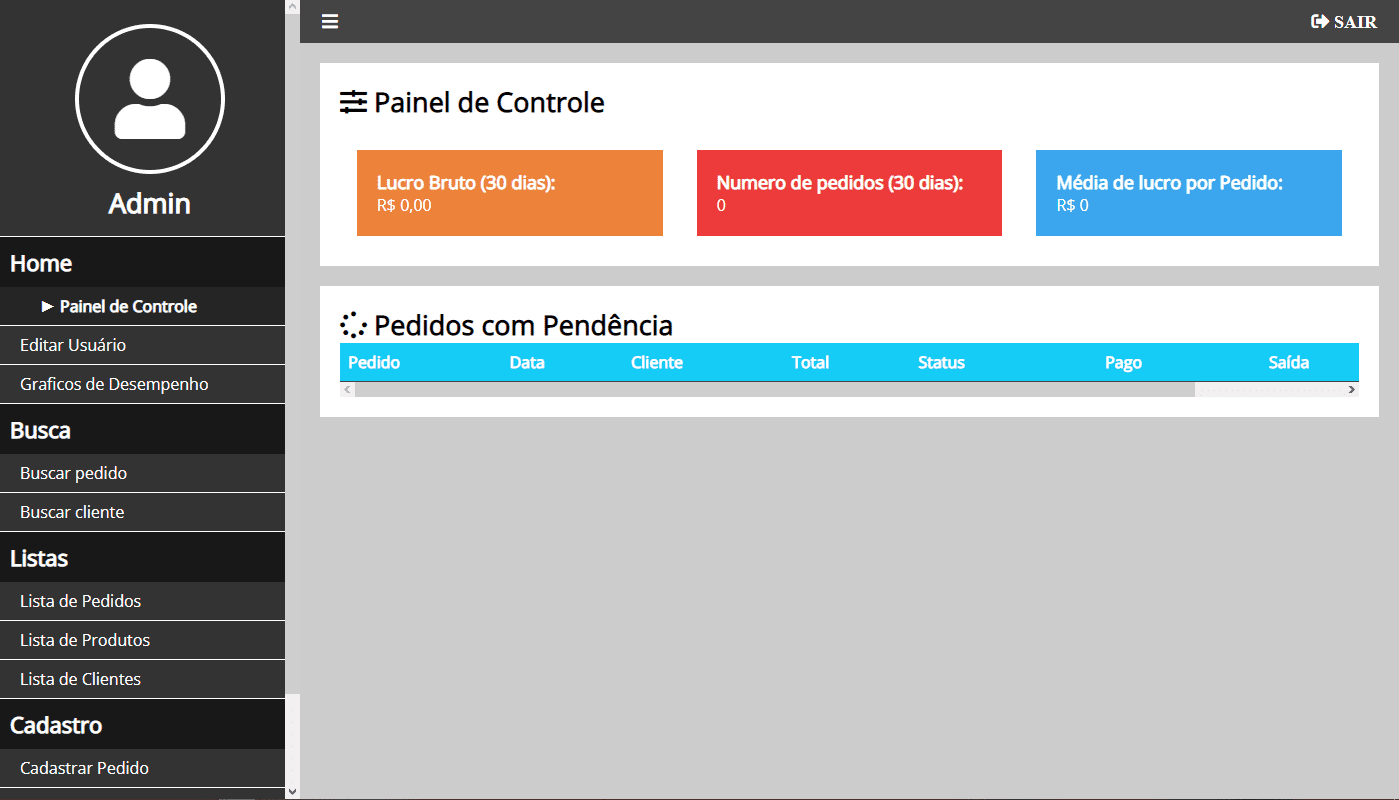 SAIR
Admin
Home
Painel de Controle
Editar Usuário
Graficos de Desempenho
Busca
Buscar pedido
Buscar cliente
Listas
Lista de Pedidos
Lista de Produtos
Lista de Clientes
Cadastro
Cadastrar Pedido
Painel de Controle
Lucro Bruto (30 dias):
R$ 0,00
Numero de pedidos (30 dias):
0
Média de lucro por Pedido:
R$ 0
Pedidos com Pendência
Pedido Data Cliente Total Status Pago Saída